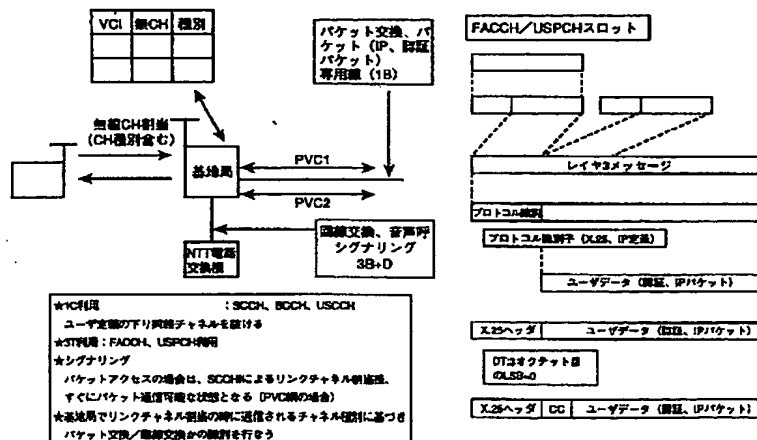 VCI 無CH 種別
パケット交換、パ
ケット（IP、認証
パケット）
専用線（1B）
無線CH割当
（CH種別含む）
基地局
PVC1
PVC2
NTT電話
交換機
回線交換、音声呼
シグナリング
3B+D
★1C利用 ：SCCH、BCCH、USCCH
ユーザ定義の下り共通チャネルを設ける
★3T利用：FACCH、USPCH利用
★シグナリング
パケットアクセスの場合は、SCCHによるリンクチャネル割当後、
すぐにパケット通信可能な状態となる（PVC網の場合）
★基地局でリンクチャネル割当の時に送信されるチャネル種別に基づき
パケット交換／回線交換かの識別を行なう
FACCH／USPCHスロット
レイヤ3メッセージ
プロトコル識別
プロトコル識別子（X.25、IP定義）
ユーザデータ（認証、IPパケット）
X.25ヘッダ ユーザデータ（認証、IPパケット）
DTは8オクテット目
のLSB=0
X.25ヘッダ CC ユーザデータ（認証、IPパケット）